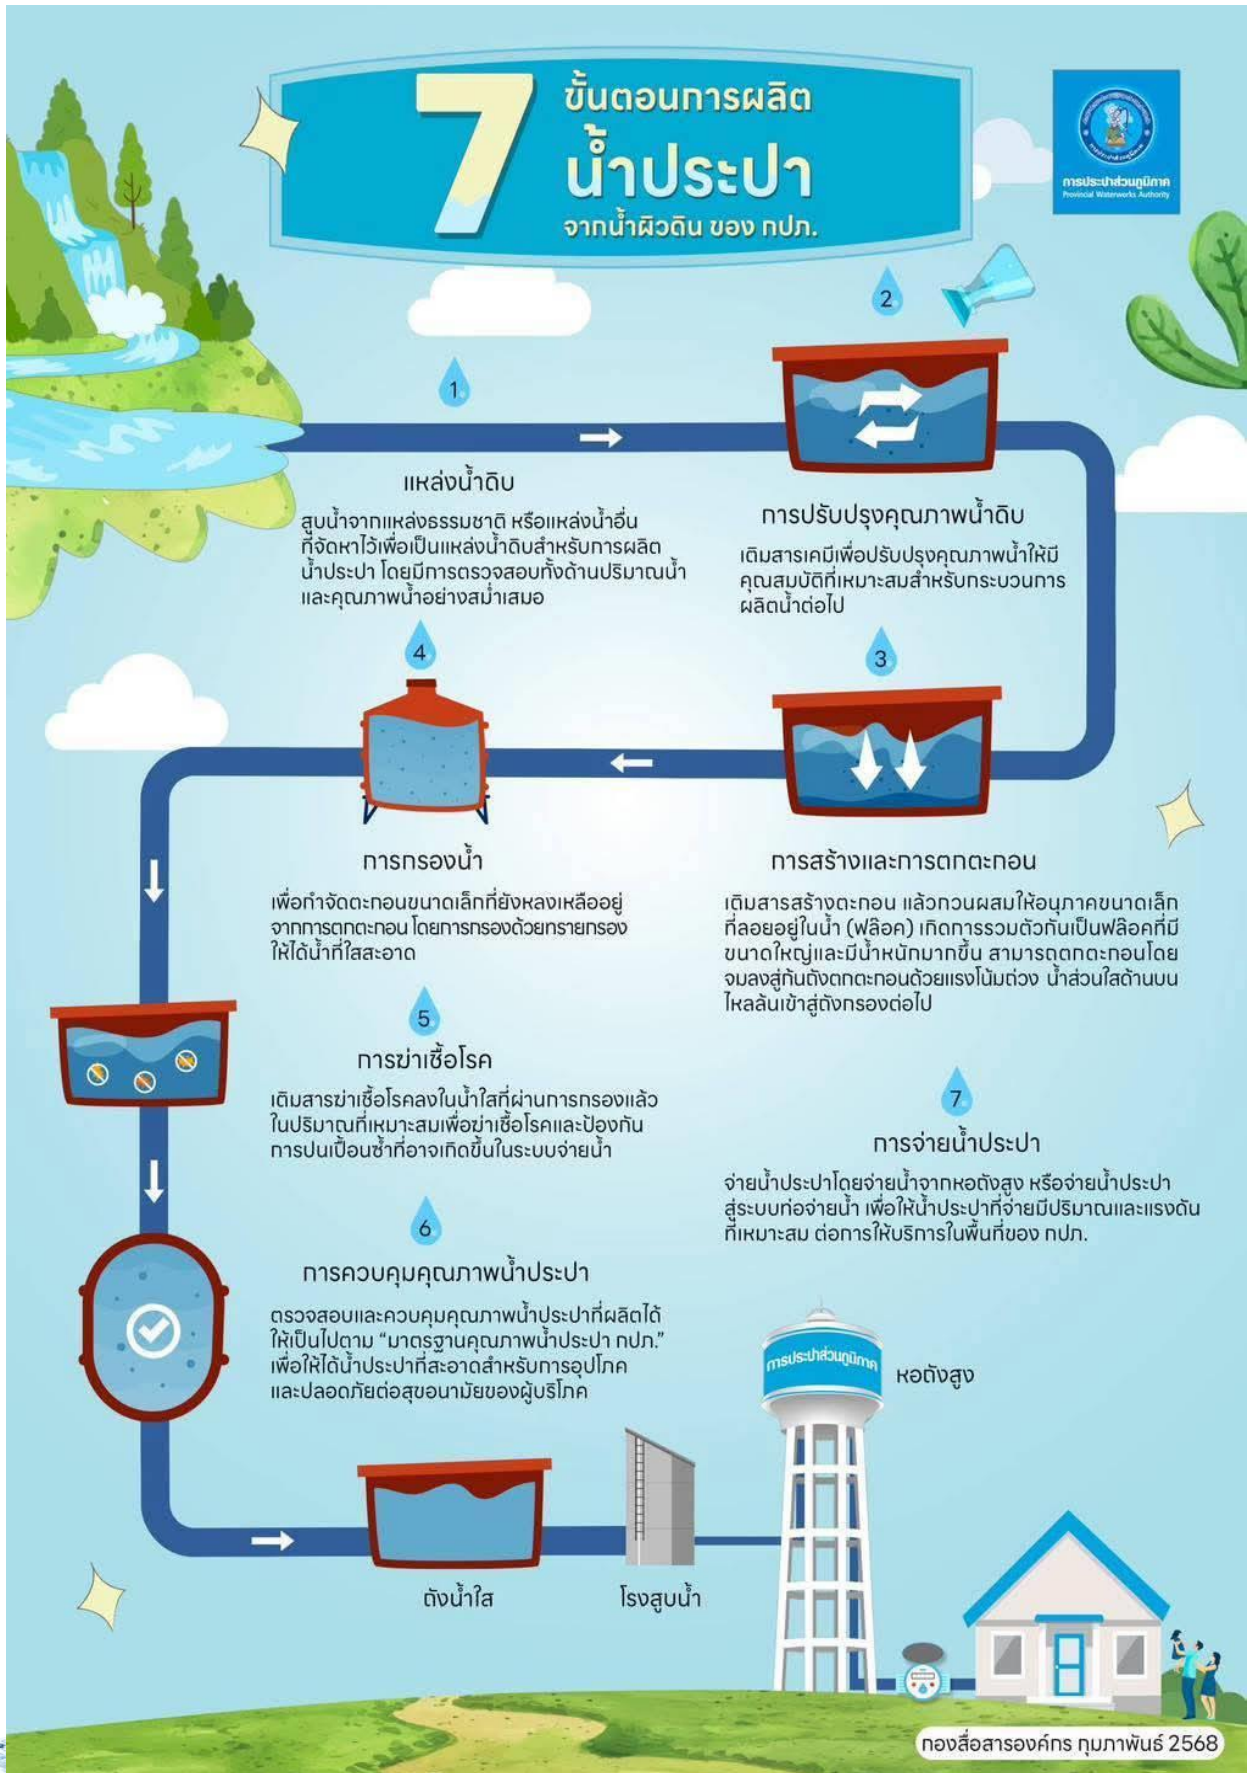 7
ขั้นตอนการผลิต
น้ำประปา
จากน้ำผิวดิน ของ กปภ.
การประปาส่วนภูมิภาค
Provincial Waterworks Authority
1.
แหล่งน้ำดิบ
สูบน้ำจากแหล่งธรรมชาติ หรือแหล่งน้ำอื่น
ที่จัดหาไว้เพื่อเป็นแหล่งน้ำดิบสำหรับการผลิต
น้ำประปา โดยมีการตรวจสอบทั้งด้านปริมาณน้ำ
และคุณภาพน้ำอย่างสม่ำเสมอ
2.
การปรับปรุงคุณภาพน้ำดิบ
เติมสารเคมีเพื่อปรับปรุงคุณภาพน้ำให้มี
คุณสมบัติที่เหมาะสมสำหรับกระบวนการ
ผลิตน้ำต่อไป
3.
การสร้างและการตกตะกอน
เติมสารสร้างตะกอน แล้วกวนผสมให้อนุภาคขนาดเล็ก
ที่ลอยอยู่ในน้ำ (ฟล๊อค) เกิดการรวมตัวกันเป็นฟล๊อคที่มี
ขนาดใหญ่และมีน้ำหนักมากขึ้น สามารถตกตะกอนโดย
จมลงสู่ก้นถังตกตะกอนด้วยแรงโน้มถ่วง น้ำส่วนใสด้านบน
ไหลล้นเข้าสู่ถังกรองต่อไป
4.
การกรองน้ำ
เพื่อกำจัดตะกอนขนาดเล็กที่ยังหลงเหลืออยู่
จากการตกตะกอน โดยการกรองด้วยทรายกรอง
ให้ได้น้ำที่ใสสะอาด
5.
การฆ่าเชื้อโรค
เติมสารฆ่าเชื้อโรคลงในน้ำใสที่ผ่านการกรองแล้ว
ในปริมาณที่เหมาะสมเพื่อฆ่าเชื้อโรคและป้องกัน
การปนเปื้อนซ้ำที่อาจเกิดขึ้นในระบบจ่ายน้ำ
6.
การควบคุมคุณภาพน้ำประปา
ตรวจสอบและควบคุมคุณภาพน้ำประปาที่ผลิตได้
ให้เป็นไปตาม “มาตรฐานคุณภาพน้ำประปา กปภ.”
เพื่อให้ได้น้ำประปาที่สะอาดสำหรับการอุปโภค
และปลอดภัยต่อสุขอนามัยของผู้บริโภค
7.
การจ่ายน้ำประปา
จ่ายน้ำประปาโดยจ่ายน้ำจากหอถังสูง หรือจ่ายน้ำประปา
สู่ระบบท่อจ่ายน้ำ เพื่อให้น้ำประปาที่จ่ายมีปริมาณและแรงดัน
ที่เหมาะสม ต่อการให้บริการในพื้นที่ของ กปภ.
การประปาส่วนภูมิภาค
หอถังสูง
ถังน้ำใส
โรงสูบน้ำ
กองสื่อสารองค์กร กุมภาพันธ์ 2568